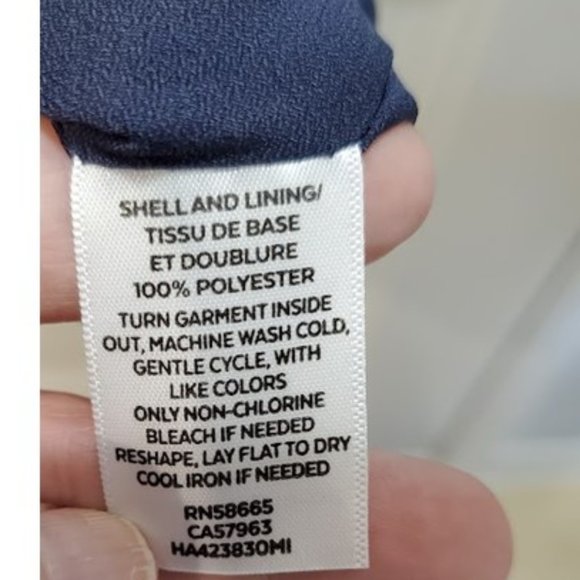 SHELL AND LINING/
TISSU DE BASE
ET DOUBLURE
100% POLYESTER
TURN GARMENT INSIDE
OUT, MACHINE WASH COLD,
GENTLE CYCLE, WITH
LIKE COLORS
ONLY NON-CHLORINE
BLEACH IF NEEDED
RESHAPE, LAY FLAT TO DRY
COOL IRON IF NEEDED
RN58665
CA57963
HA423830MI